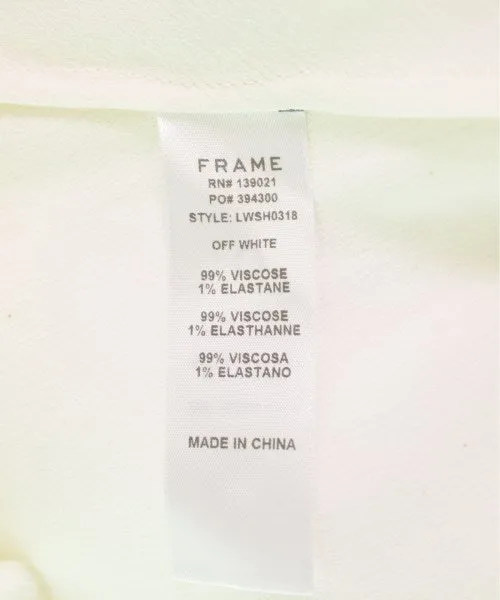 FRAME
RN# 139021
PO# 394300
STYLE: LWSH0318
OFF WHITE
99% VISCOSE
1% ELASTANE
99% VISCOSE
1% ELASTHANNE
99% VISCOSA
1% ELASTANO
MADE IN CHINA